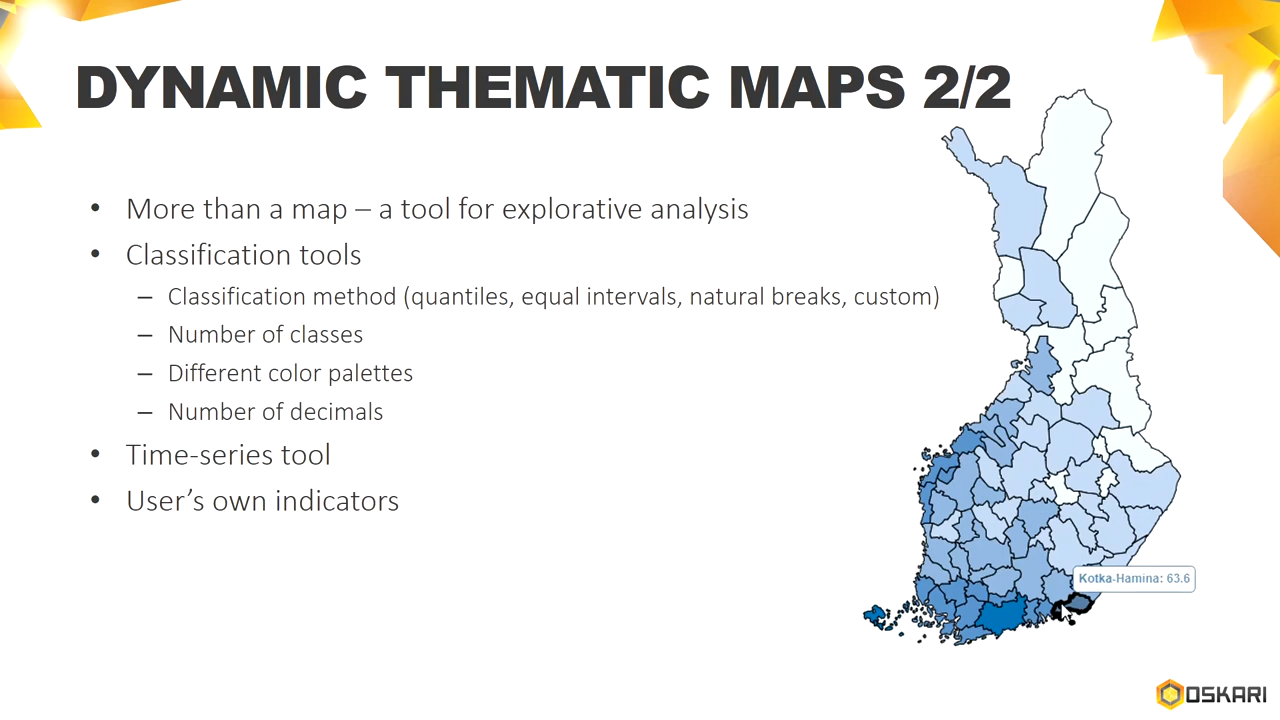 DYNAMIC THEMATIC MAPS 2/2
• More than a map – a tool for explorative analysis
• Classification tools
– Classification method (quantiles, equal intervals, natural breaks, custom)
– Number of classes
– Different color palettes
– Number of decimals
• Time-series tool
• User’s own indicators
Kotka-Hamina: 63.6
OSKARI